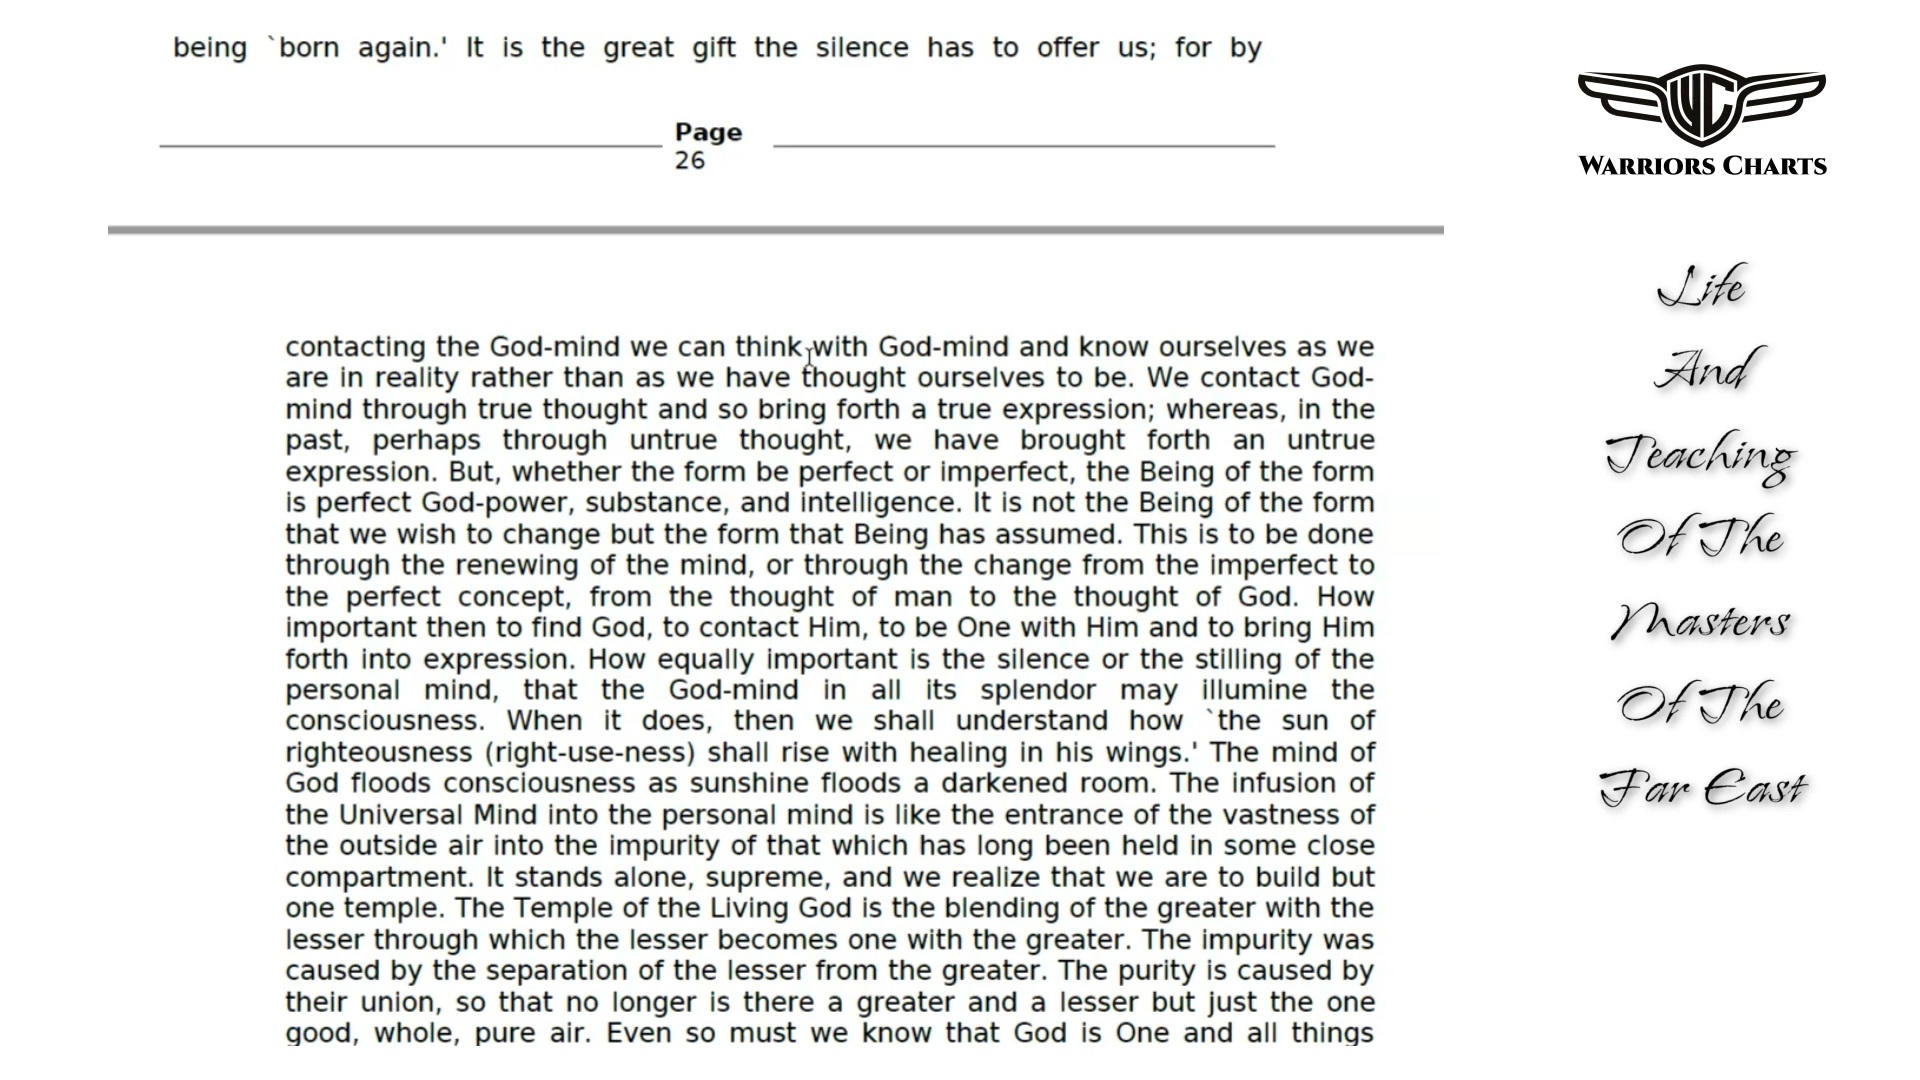 being `born again.' It is the great gift the silence has to offer us; for by
Page
26
contacting the God-mind we can think with God-mind and know ourselves as we
are in reality rather than as we have thought ourselves to be. We contact God-
mind through true thought and so bring forth a true expression; whereas, in the
past, perhaps through untrue thought, we have brought forth an untrue
expression. But, whether the form be perfect or imperfect, the Being of the form
is perfect God-power, substance, and intelligence. It is not the Being of the form
that we wish to change but the form that Being has assumed. This is to be done
through the renewing of the mind, or through the change from the imperfect to
the perfect concept, from the thought of man to the thought of God. How
important then to find God, to contact Him, to be One with Him and to bring Him
forth into expression. How equally important is the silence or the stilling of the
personal mind, that the God-mind in all its splendor may illumine the
consciousness. When it does, then we shall understand how `the sun of
righteousness (right-use-ness) shall rise with healing in his wings.' The mind of
God floods consciousness as sunshine floods a darkened room. The infusion of
the Universal Mind into the personal mind is like the entrance of the vastness of
the outside air into the impurity of that which has long been held in some close
compartment. It stands alone, supreme, and we realize that we are to build but
one temple. The Temple of the Living God is the blending of the greater with the
lesser through which the lesser becomes one with the greater. The impurity was
caused by the separation of the lesser from the greater. The purity is caused by
their union, so that no longer is there a greater and a lesser but just the one
good, whole, pure air. Even so must we know that God is One and all things
WC
WARRIORS CHARTS
Life
And
Teaching
Of The
Masters
Of The
Far East